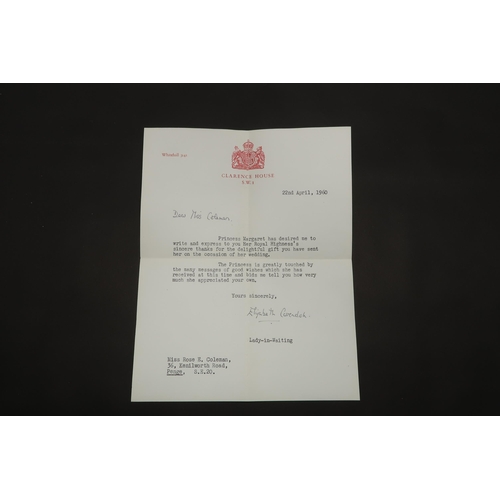 CLARENCE HOUSE
S.W.1
22nd April, 1960
Dear Miss Coleman,
Princess Margaret has desired me to
write and express to you Her Royal Highness's
sincere thanks for the delightful gift you have sent
her on the occasion of her wedding.
The Princess is greatly touched by
the many messages of good wishes which she has
received at this time and bids me tell you how very
much she appreciated your own.
Yours sincerely,
Elizabeth Cavendish.
Lady-in-Waiting
Miss Rose E. Coleman,
36, Kenilworth Road,
Penge, S.E.20.